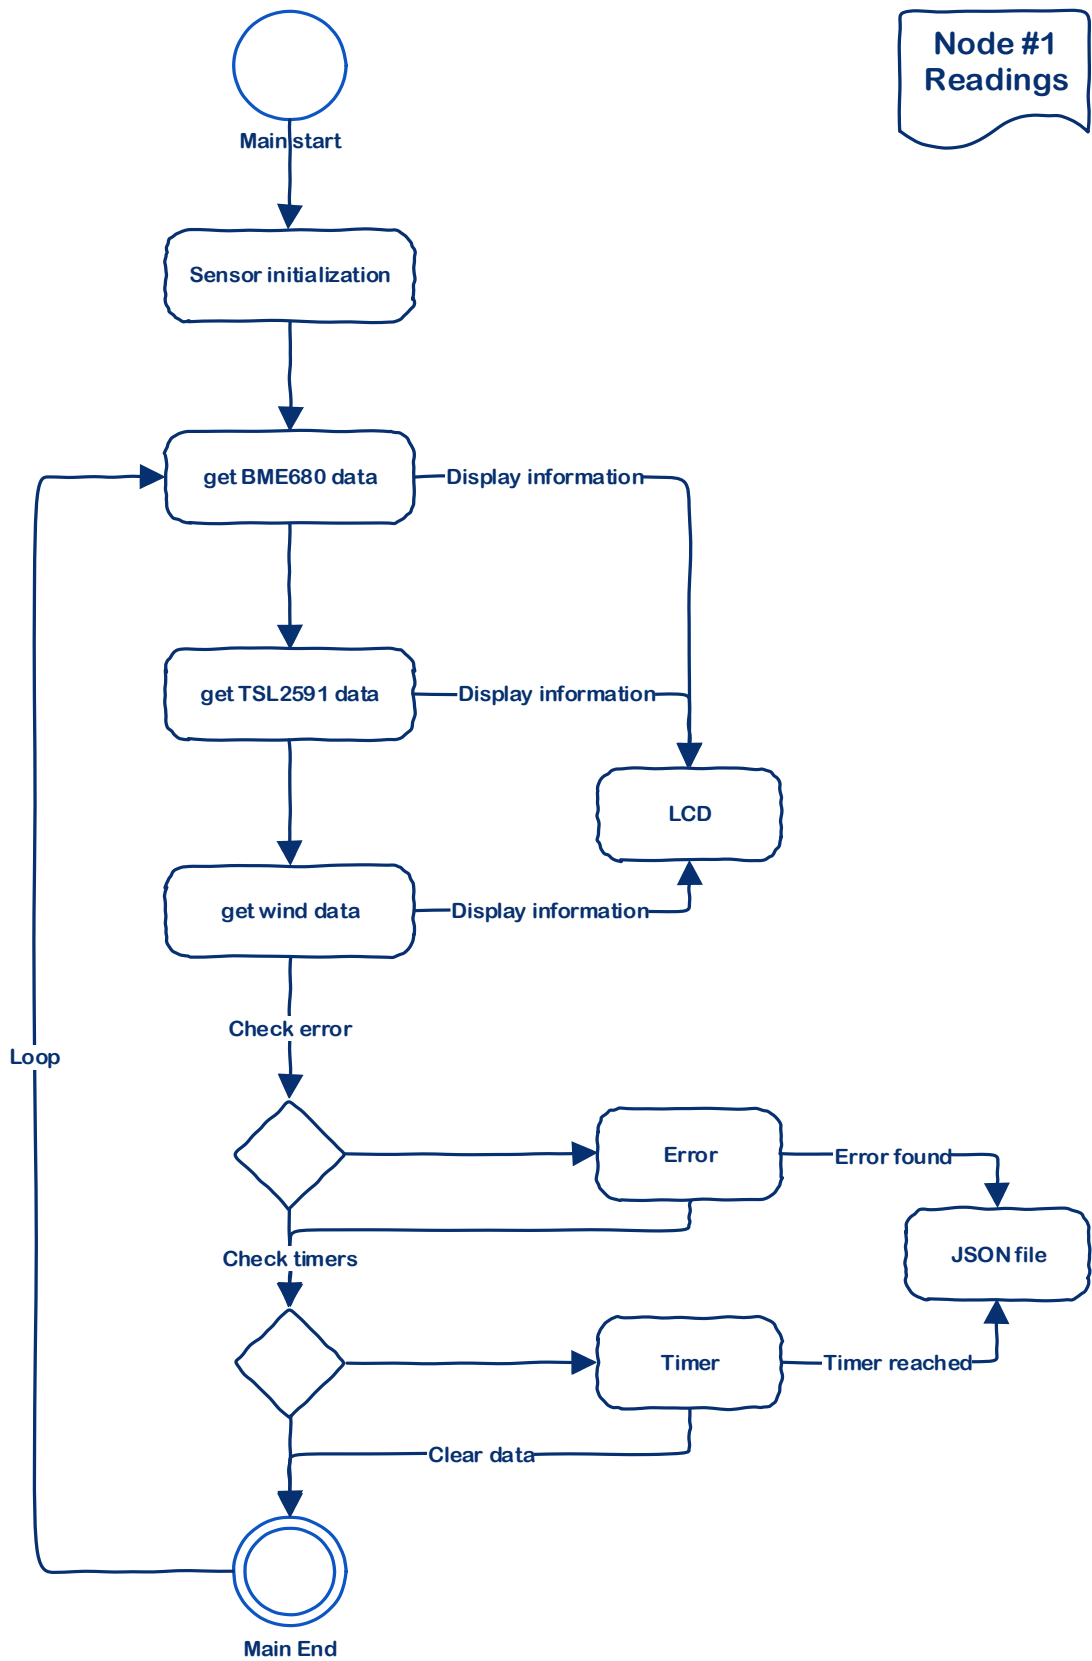 Node #1
Readings
Main start
Sensor initialization
get BME680 data
Display information
get TSL2591 data
Display information
LCD
get wind data
Display information
Check error
Loop
Error
Error found
Check timers
JSON file
Timer
Timer reached
Clear data
Main End